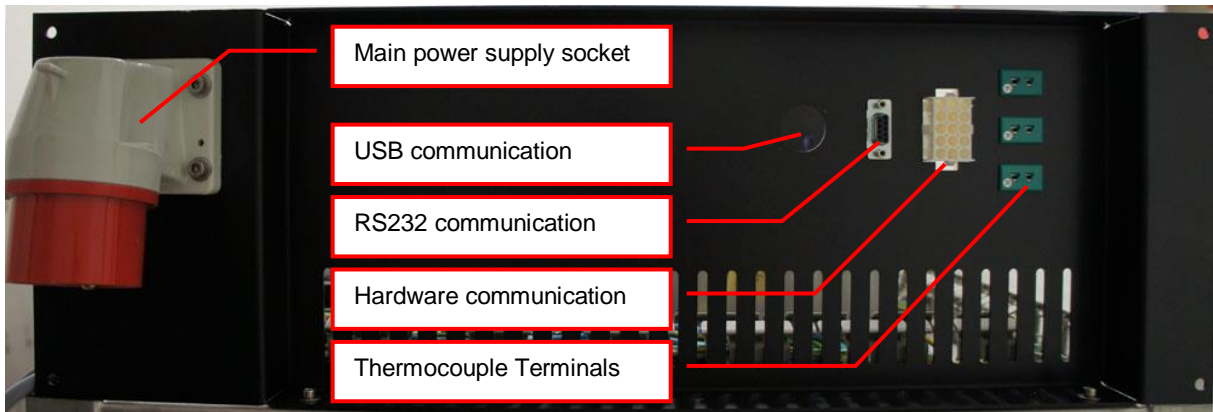 Main power supply socket
USB communication
RS232 communication
Hardware communication
Thermocouple Terminals